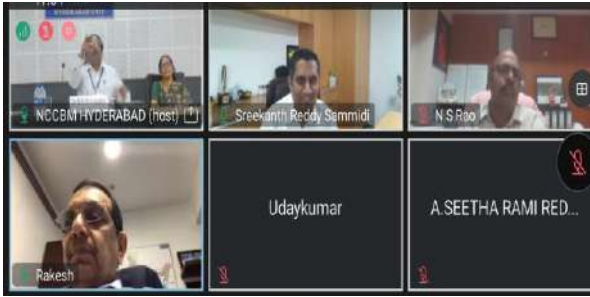 NCCBM HYDERABAD (host)
Sreekanth Reddy Sammidi
N S Rao
Rakesh
Udaykumar
A.SEETHA RAMI RED...